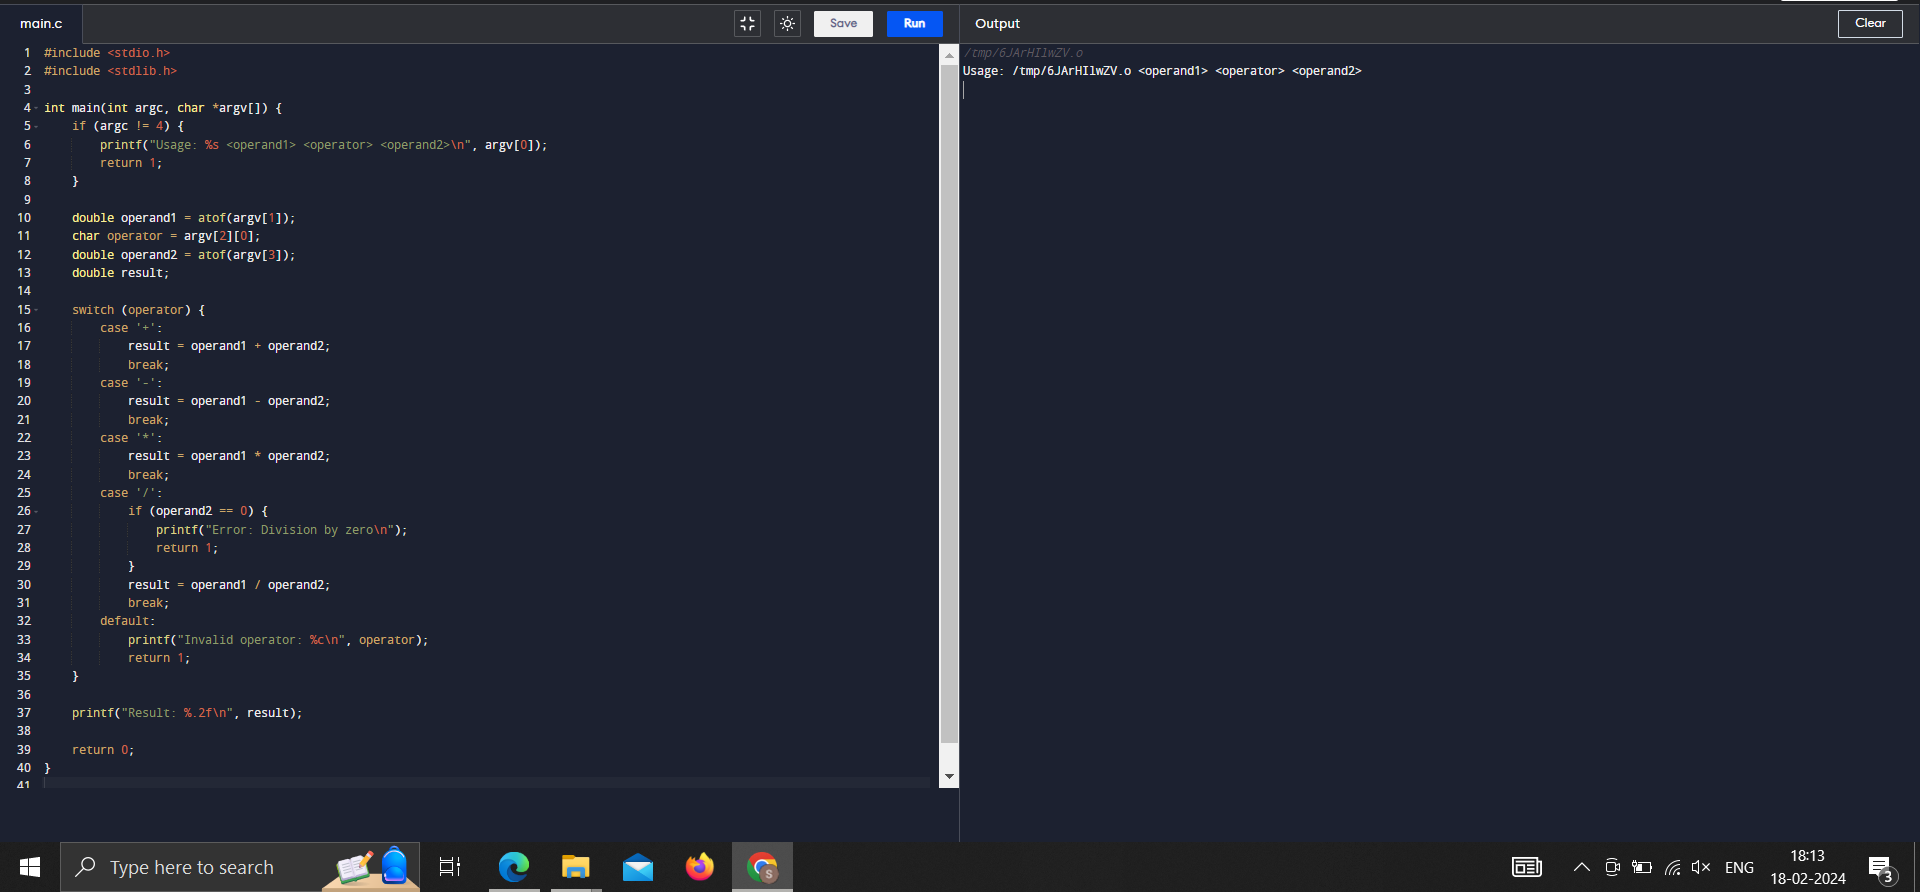 main.c
Save
Run
Output
Clear
1 #include <stdio.h>
2 #include <stdlib.h>
3
4 int main(int argc, char *argv[]) {
5     if (argc != 4) {
6         printf("Usage: %s <operand1> <operator> <operand2>\n", argv[0]);
7         return 1;
8     }
9
10     double operand1 = atof(argv[1]);
11     char operator = argv[2][0];
12     double operand2 = atof(argv[3]);
13     double result;
14
15     switch (operator) {
16         case '+':
17             result = operand1 + operand2;
18             break;
19         case '-':
20             result = operand1 - operand2;
21             break;
22         case '*':
23             result = operand1 * operand2;
24             break;
25         case '/':
26             if (operand2 == 0) {
27                 printf("Error: Division by zero\n");
28                 return 1;
29             }
30             result = operand1 / operand2;
31             break;
32         default:
33             printf("Invalid operator: %c\n", operator);
34             return 1;
35     }
36
37     printf("Result: %.2f\n", result);
38
39     return 0;
40 }
41
/tmp/6JArHIlwZV.o
Usage: /tmp/6JArHIlwZV.o <operand1> <operator> <operand2>
Type here to search
S
ENG
18:13
18-02-2024
3